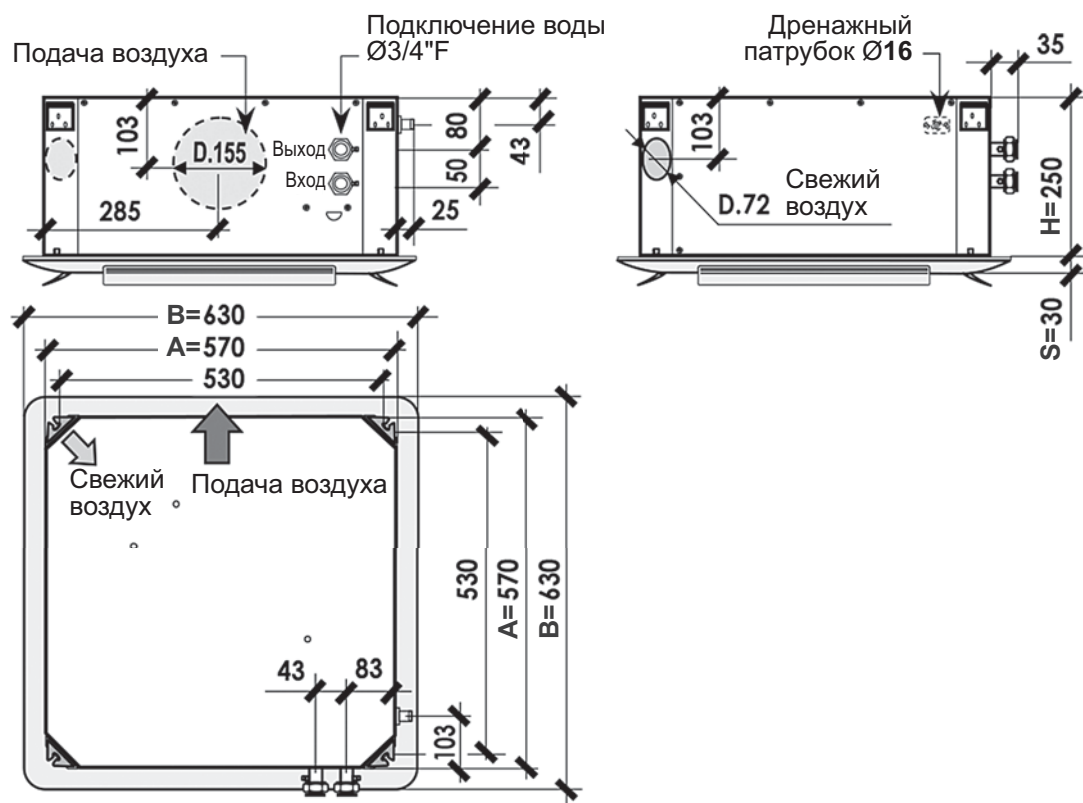 Подача воздуха
Подключение воды
Ø3/4"F
103
D.155
Выход
Вход
285
80
50
43
25
Дренажный
патрубок Ø16
35
103
D.72
Свежий
воздух
H=250
S=30
B=630
A=570
530
Свежий
воздух
Подача воздуха
530
A=570
B=630
43
83
103